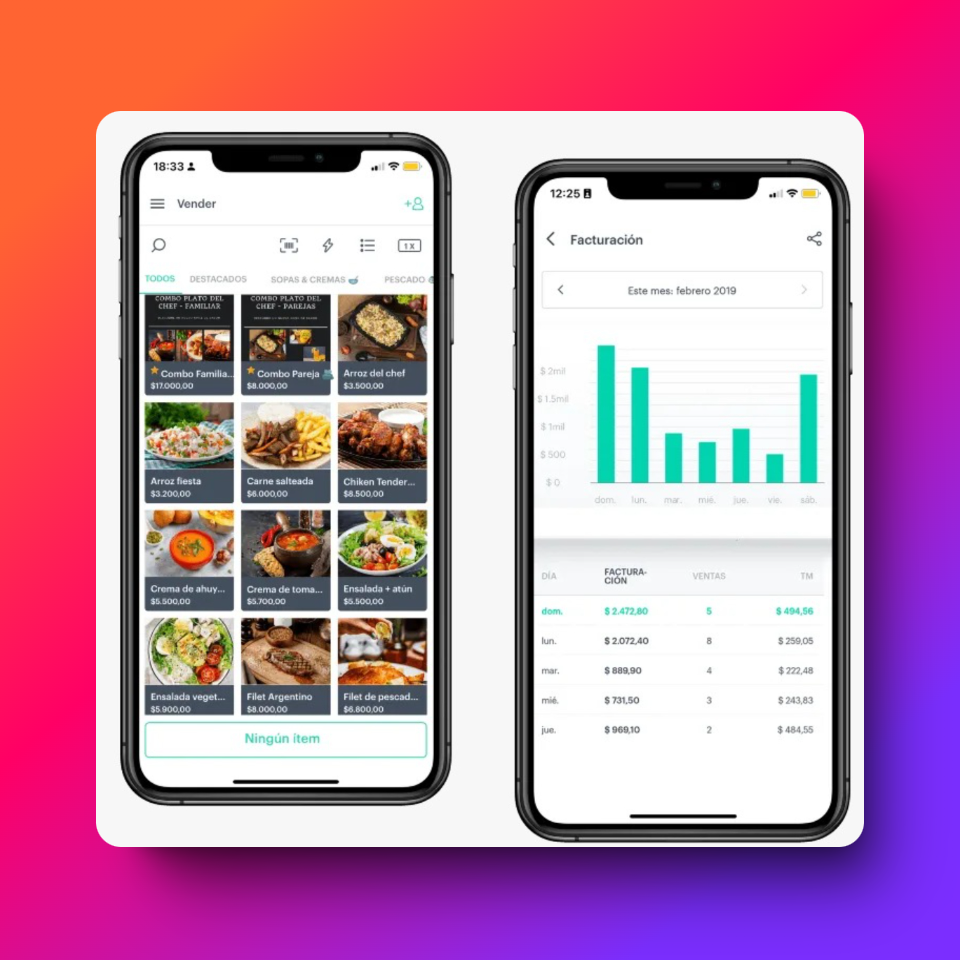 18:33
Vender
1 X
TODOS DESTACADOS SOPAS & CREMAS PESCADO
COMBO PLATO DEL
CHEF - FAMILIAR
COMBO PLATO DEL
CHEF - PAREJAS
Combo Familia...
$17.000,00
Combo Pareja
$8.000,00
Arroz del chef
$3.500,00
Arroz fiesta
$3.200,00
Carne salteada
$6.000,00
Chiken Tender...
$8.500,00
Crema de ahuy...
$5.500,00
Crema de toma...
$5.700,00
Ensalada + atún
$5.500,00
Ensalada veget...
$5.900,00
Filet Argentino
$8.000,00
Filet de pescad...
$6.800,00
Ningún ítem
12:25
Facturación
Este mes: febrero 2019
$ 2mil
$ 1.5mil
$ 1mil
$ 500
$ 0
dom. lun. mar. mié. jue. vie. sáb.
DÍA FACTURA-
CIÓN VENTAS TM
dom. $ 2.472,80 5 $ 494,56
lun. $ 2.072,40 8 $ 259,05
mar. $ 889,90 4 $ 222,48
mié. $ 731,50 3 $ 243,83
jue. $ 969,10 2 $ 484,55